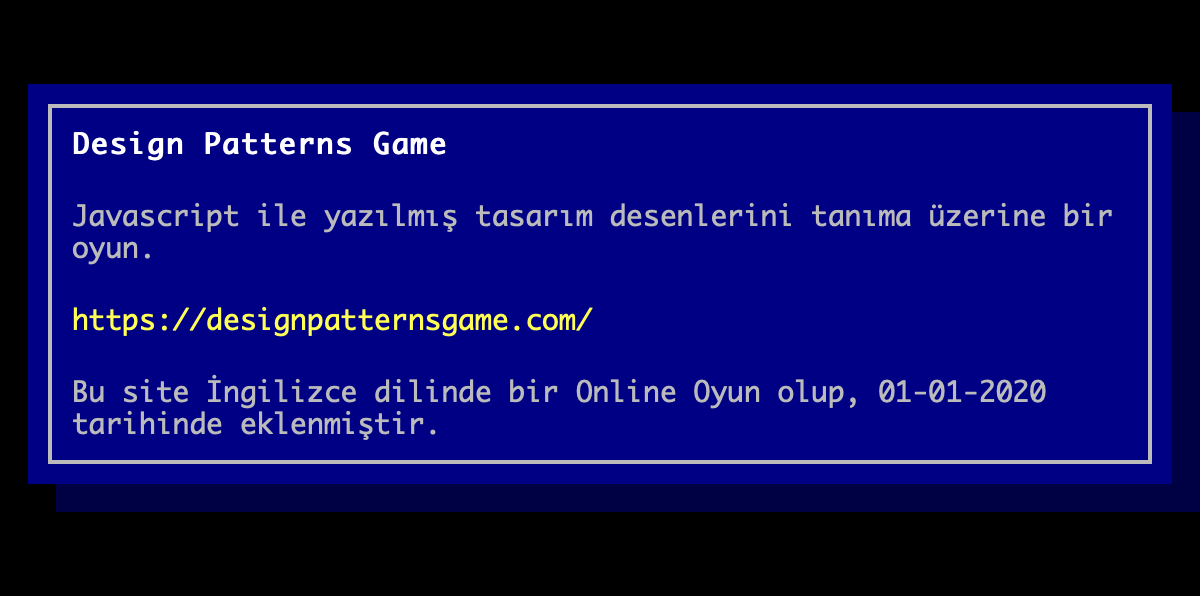 Design Patterns Game
Javascript ile yazılmış tasarım desenlerini tanıma üzerine bir
oyun.
https://designpatternsgame.com/
Bu site İngilizce dilinde bir Online Oyun olup, 01-01-2020
tarihinde eklenmiştir.